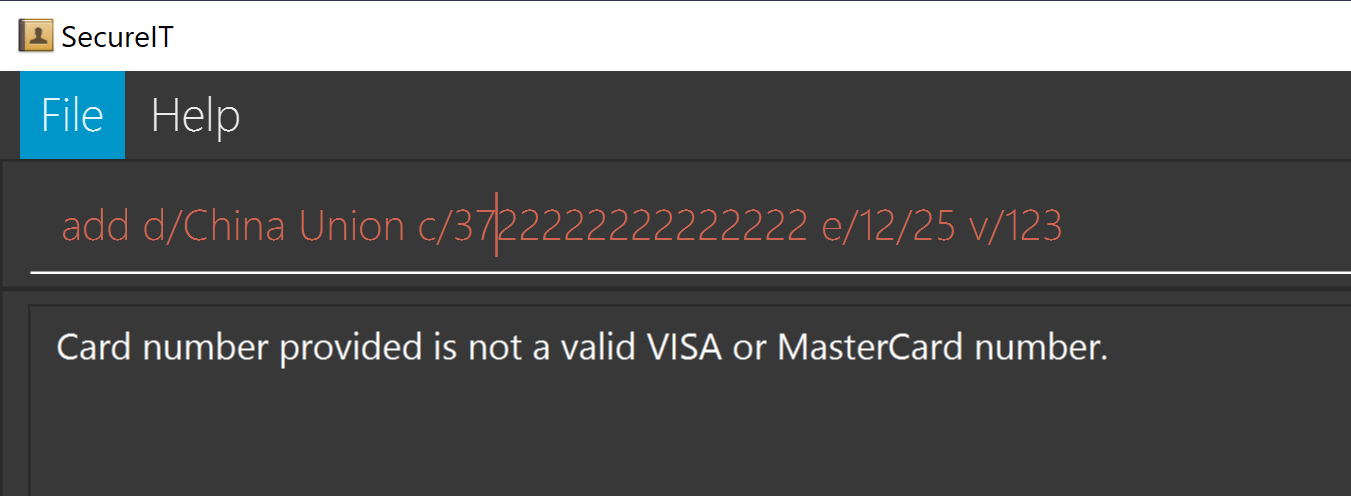 SecureIT
File Help
add d/China Union c/3722222222222222 e/12/25 v/123
Card number provided is not a valid VISA or MasterCard number.